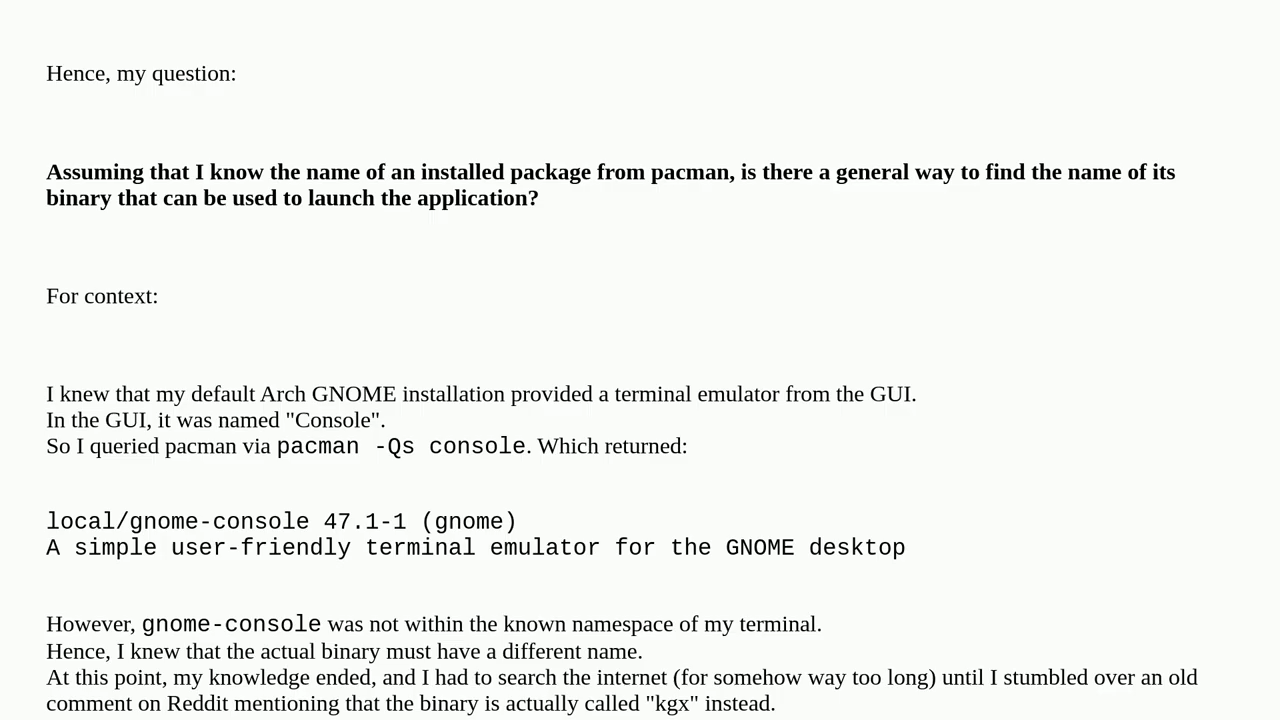 Hence, my question:
Assuming that I know the name of an installed package from pacman, is there a general way to find the name of its
binary that can be used to launch the application?
For context:
I knew that my default Arch GNOME installation provided a terminal emulator from the GUI.
In the GUI, it was named "Console".
So I queried pacman via pacman -Qs console. Which returned:
local/gnome-console 47.1-1 (gnome)
A simple user-friendly terminal emulator for the GNOME desktop
However, gnome-console was not within the known namespace of my terminal.
Hence, I knew that the actual binary must have a different name.
At this point, my knowledge ended, and I had to search the internet (for somehow way too long) until I stumbled over an old
comment on Reddit mentioning that the binary is actually called "kgx" instead.